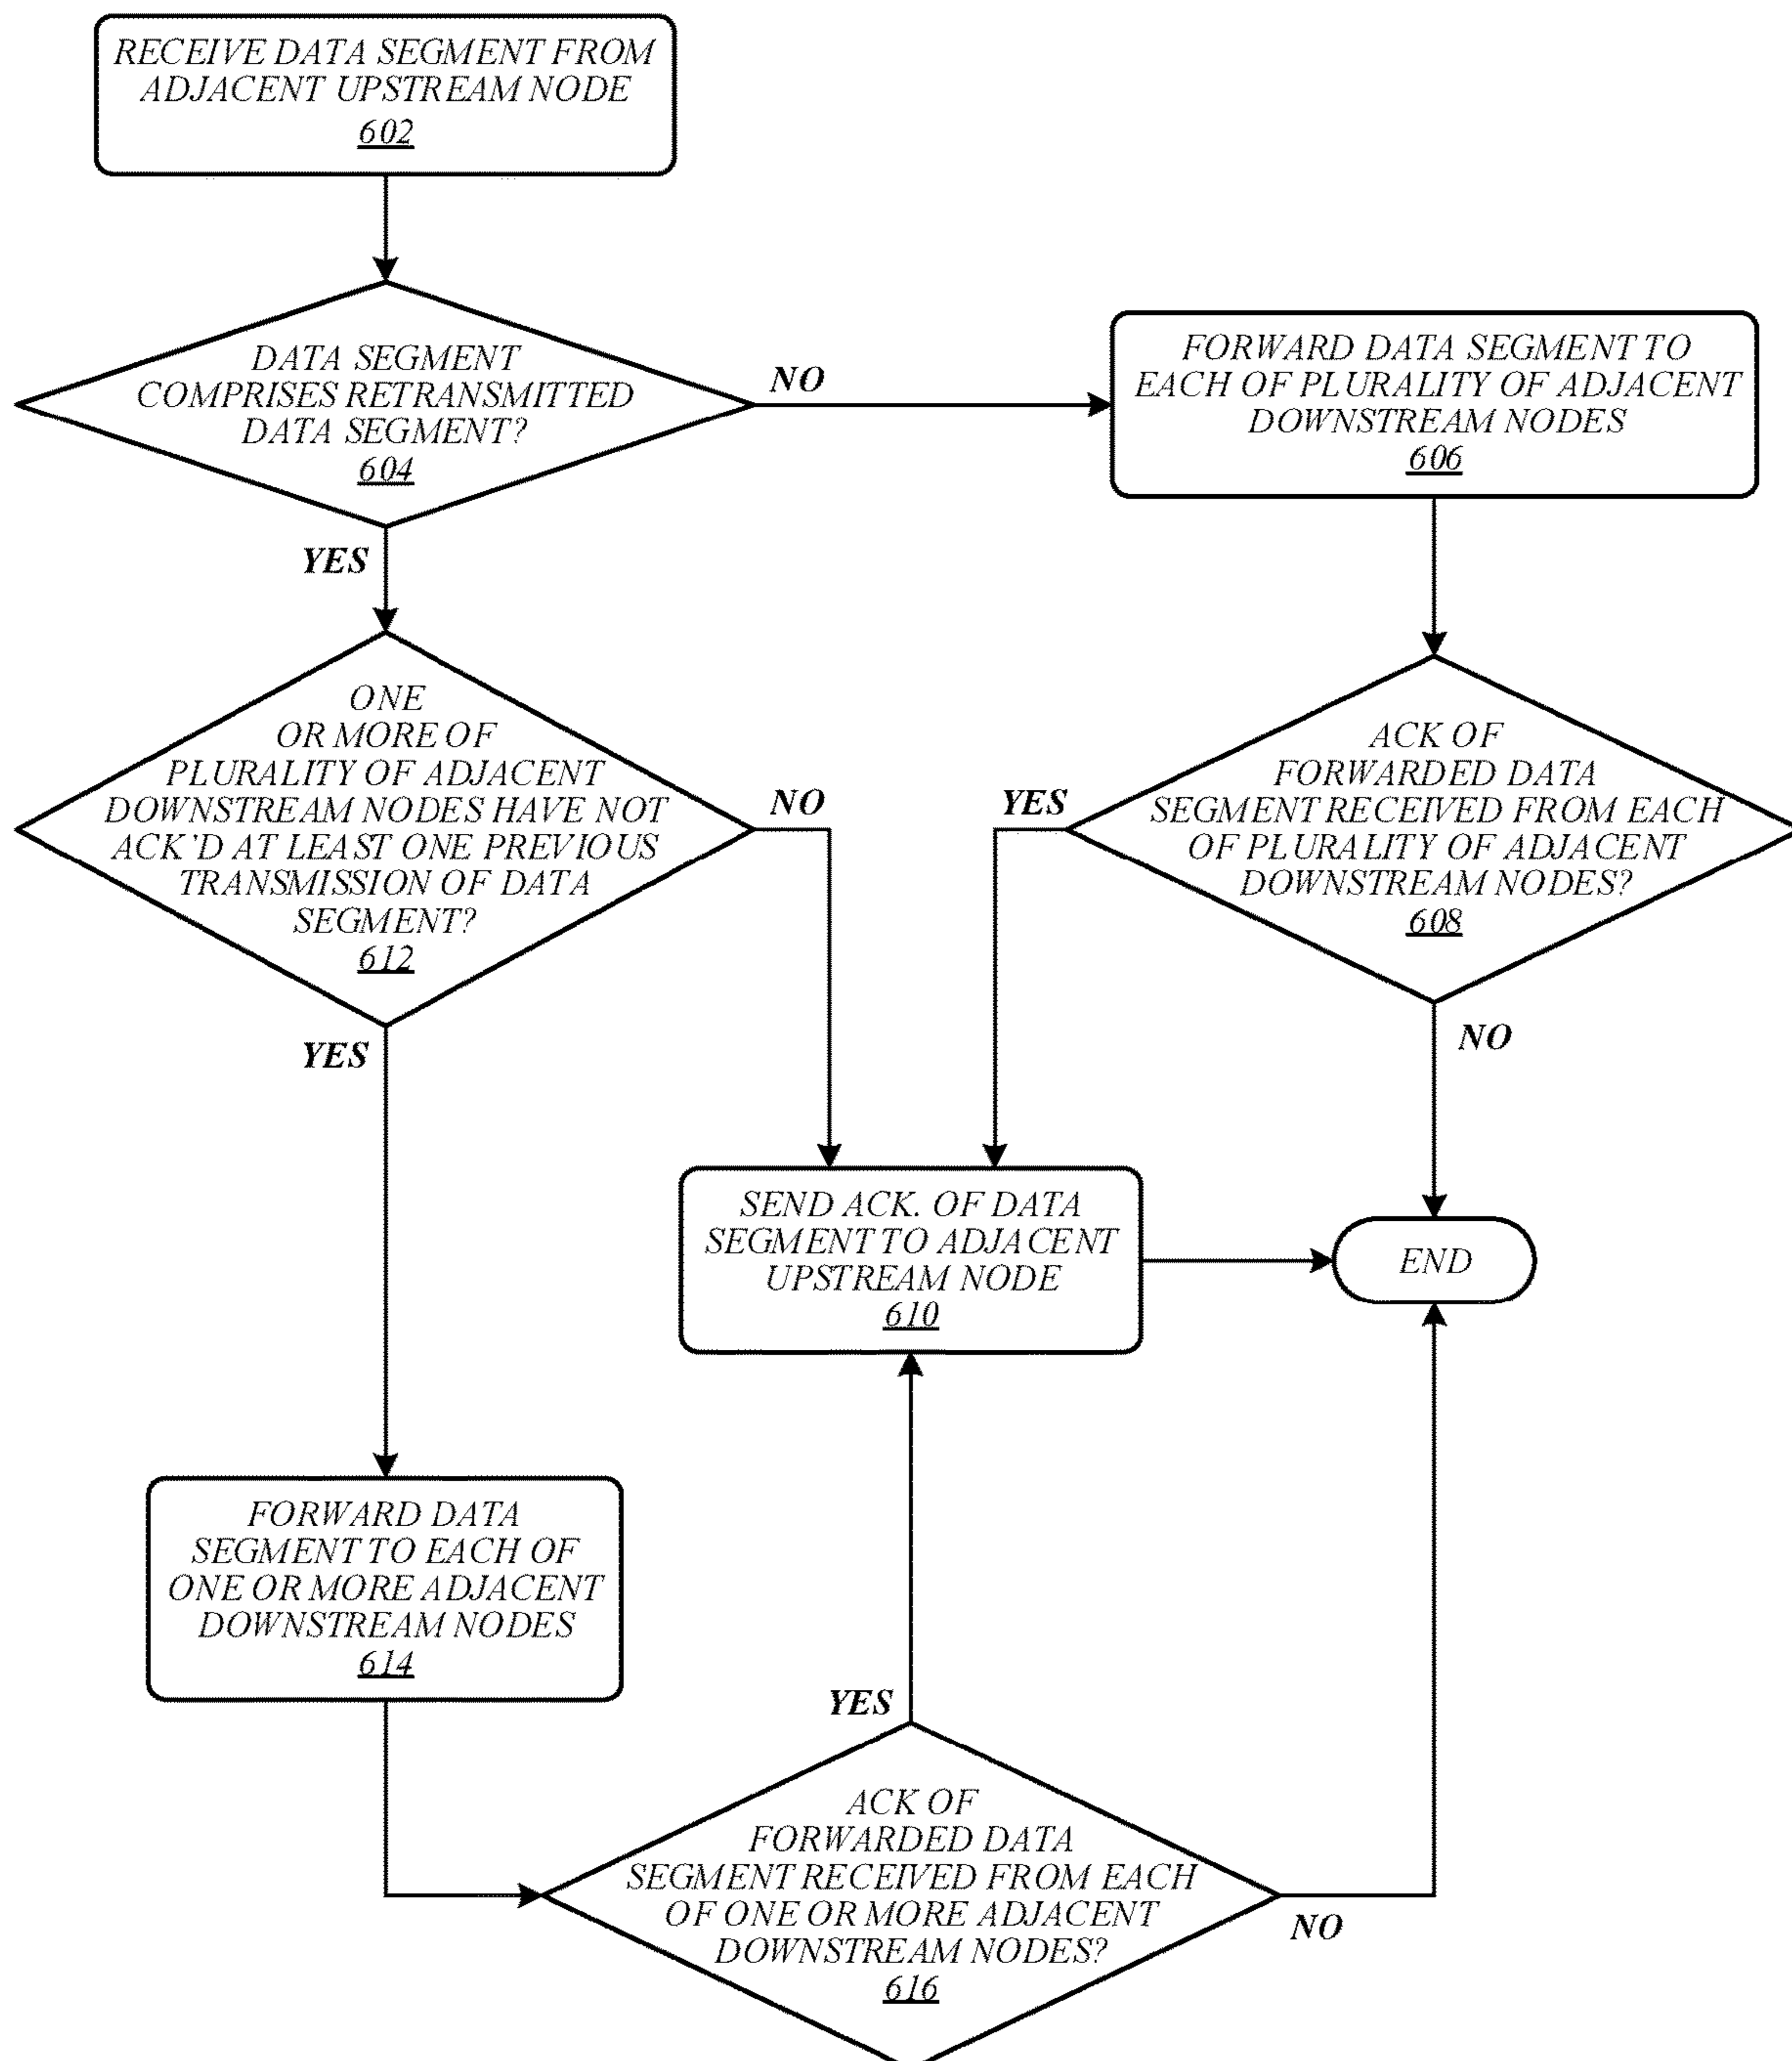 RECEIVE DATA SEGMENT FROM
ADJACENT UPSTREAM NODE
602
DATA SEGMENT
COMPRISES RETRANSMITTED
DATA SEGMENT?
604
NO
YES
FORWARD DATA SEGMENT TO
EACH OF PLURALITY OF ADJACENT
DOWNSTREAM NODES
606
ONE
OR MORE OF
PLURALITY OF ADJACENT
DOWNSTREAM NODES HAVE NOT
ACK'D AT LEAST ONE PREVIOUS
TRANSMISSION OF DATA
SEGMENT?
612
NO
YES
ACK OF
FORWARDED DATA
SEGMENT RECEIVED FROM EACH
OF PLURALITY OF ADJACENT
DOWNSTREAM NODES?
608
YES
NO
SEND ACK. OF DATA
SEGMENT TO ADJACENT
UPSTREAM NODE
610
END
FORWARD DATA
SEGMENT TO EACH OF
ONE OR MORE ADJACENT
DOWNSTREAM NODES
614
YES
ACK OF
FORWARDED DATA
SEGMENT RECEIVED FROM EACH
OF ONE OR MORE ADJACENT
DOWNSTREAM NODES?
616
NO